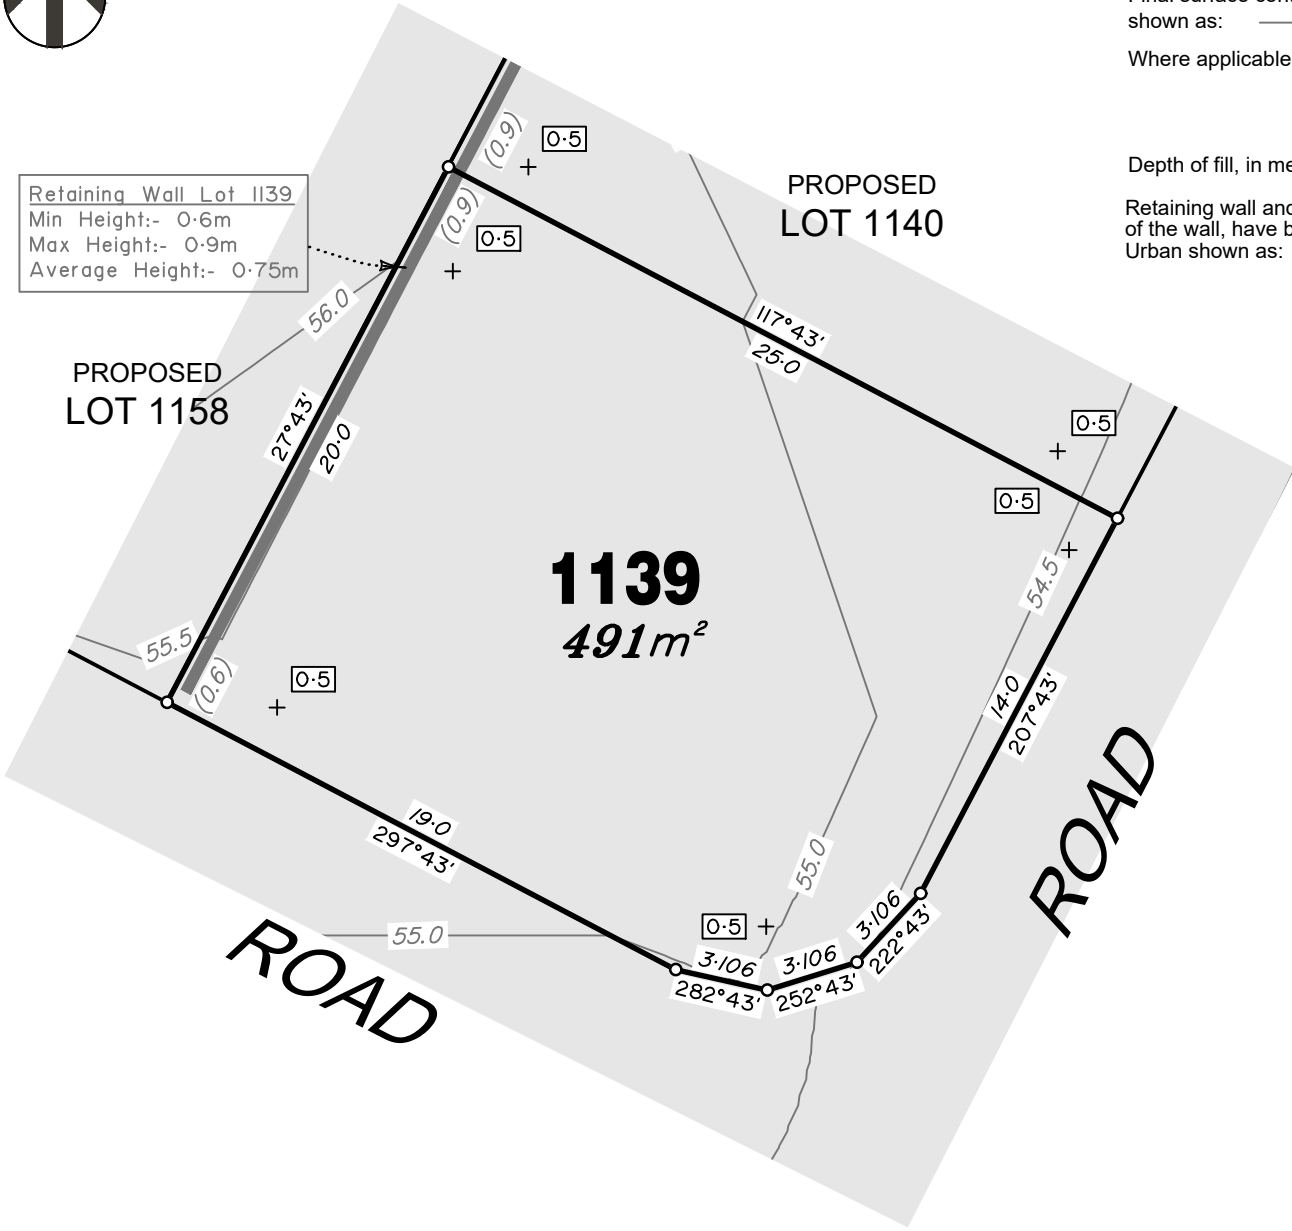 shown as:
Where applicable
Depth of fill, in me
Retaining wall and
of the wall, have b
Urban shown as:
(0.9)
0·5
PROPOSED
LOT 1140
Retaining Wall Lot 1139
Min Height:- 0·6m
Max Height:- 0·9m
Average Height:- 0·75m
(0.9)
0·5
56.0
117°43'
25·0
PROPOSED
LOT 1158
27°43'
20·0
0·5
0·5
54.5
1139
491m²
55.5
(0.6)
0·5
14·0
207°43'
ROAD
19·0
297°43'
55.0
55.0
0·5
3·106
282°43'
3·106
252°43'
3·106
222°43'
ROAD